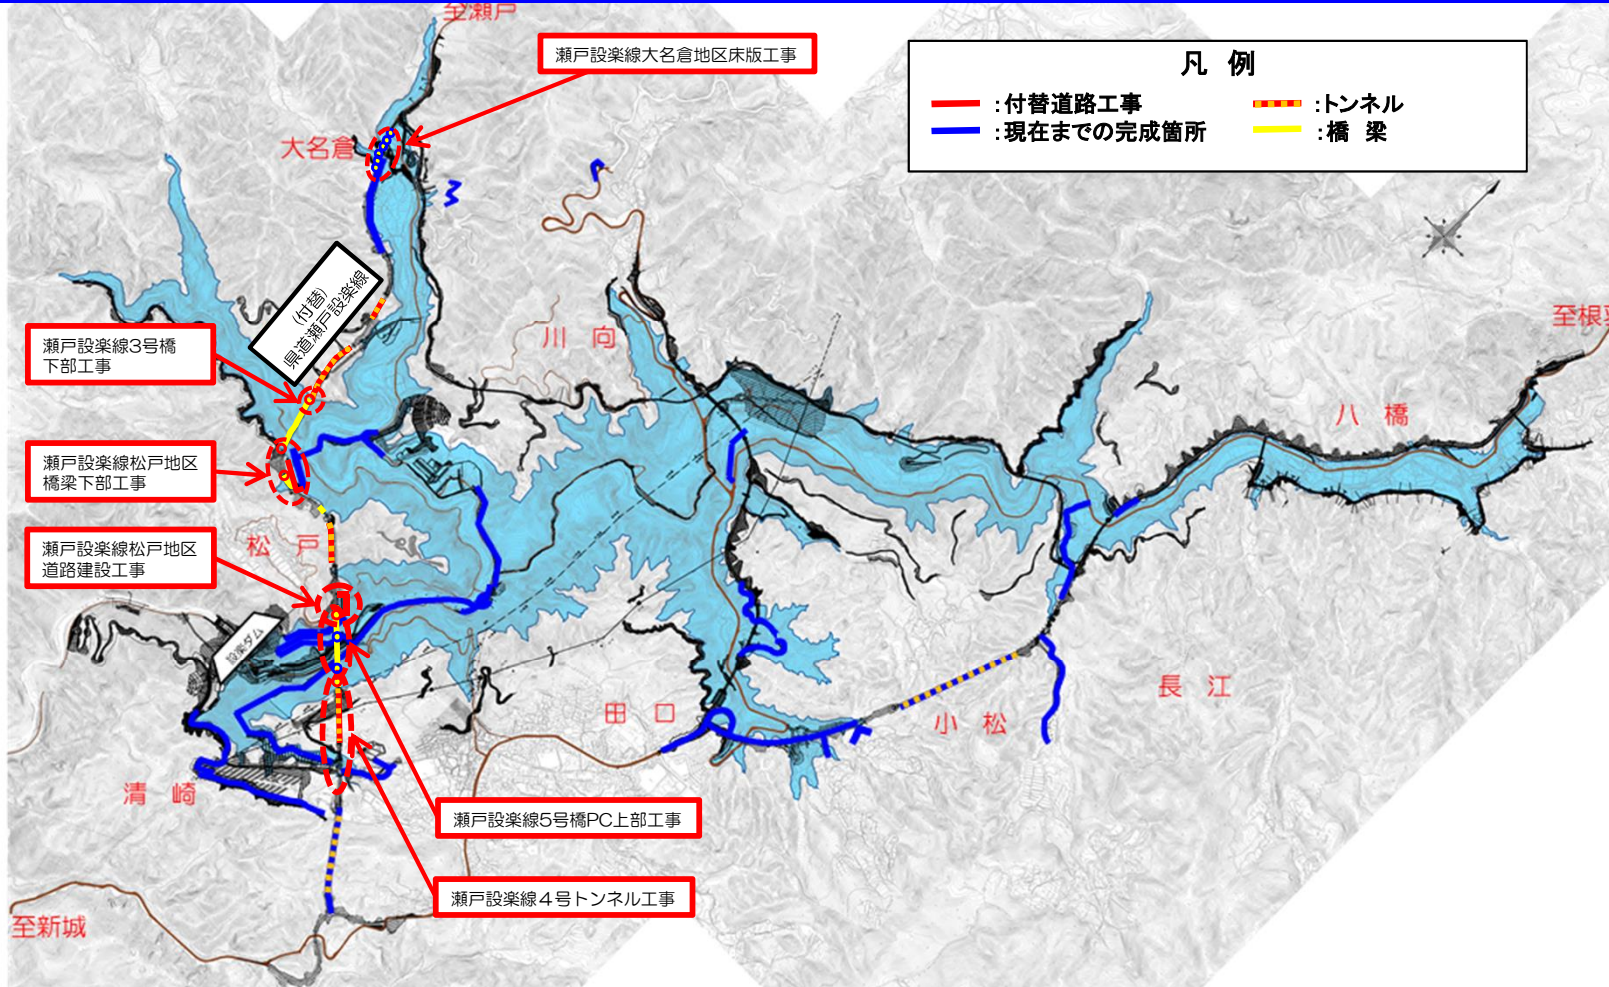 至瀬戸
瀬戸設楽線大名倉地区床版工事
凡 例
:付替道路工事
:トンネル
:現在までの完成箇所
:橋 梁
大名倉
(付替)
県道瀬戸設楽線
川 向
至根羽
瀬戸設楽線3号橋
下部工事
八 橋
瀬戸設楽線松戸地区
橋梁下部工事
松 戸
瀬戸設楽線松戸地区
道路建設工事
設楽ダム
長 江
田 口
小 松
清 崎
瀬戸設楽線5号橋PC上部工事
瀬戸設楽線4号トンネル工事
至新城